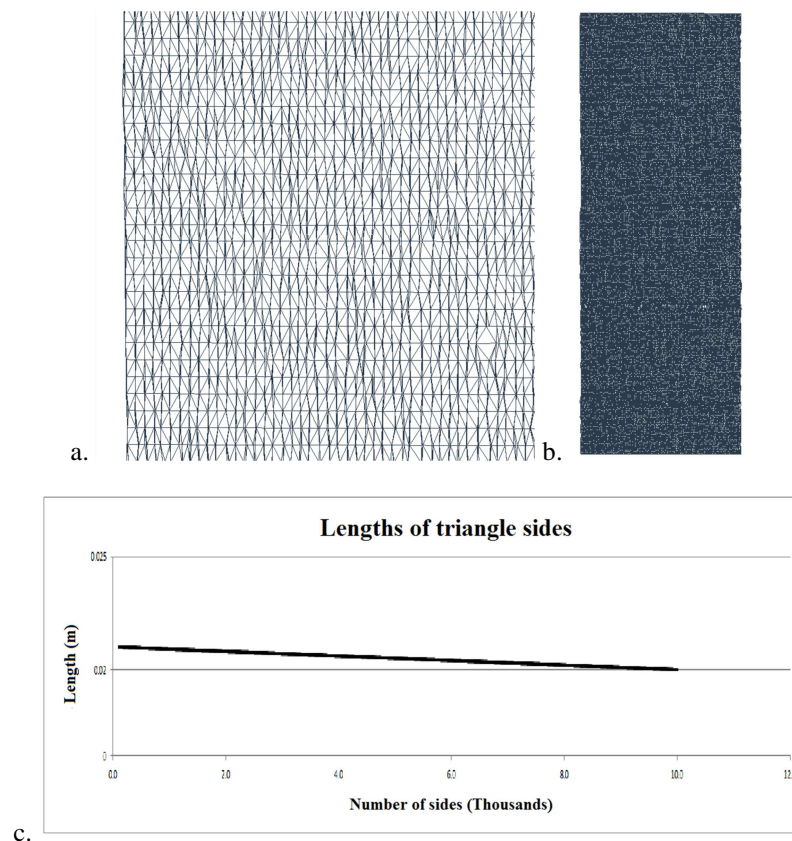 a.
b.
Lengths of triangle sides
0.025
0.02
0
Length (m)
0.0 2.0 4.0 6.0 8.0 10.0 12.
Number of sides (Thousands)
c.